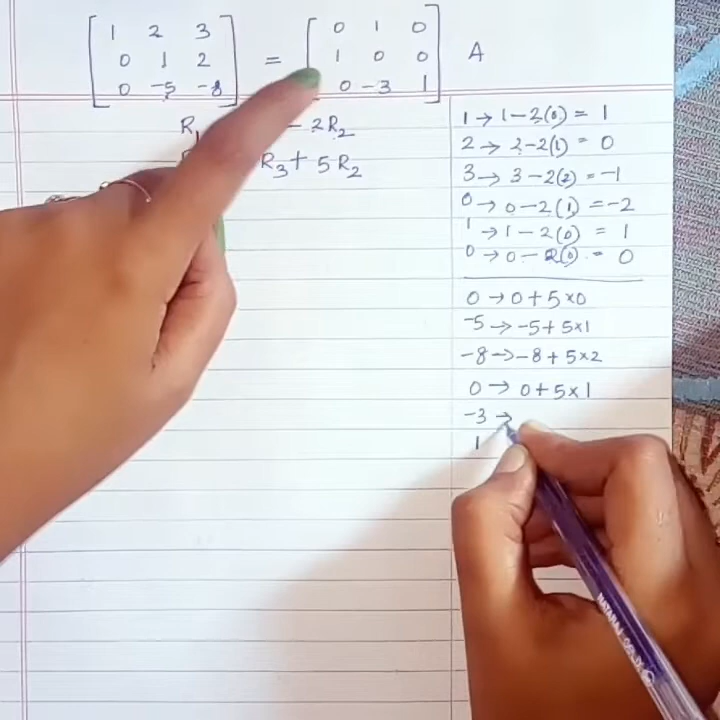 1 2 3 0 1 0
0 1 2 = 1 0 0 A
0 -5 -8 0 -3 1
R1 - 2R2
R3 + 5R2
1 → 1-2(0) = 1
2 → 2-2(1) = 0
3 → 3-2(2) = -1
0 → 0-2(1) = -2
1 → 1-2(0) = 1
0 → 0-2(0) = 0
0 → 0+5×0
-5 → -5+5×1
-8 → -8+5×2
0 → 0+5×1
-3 →
1